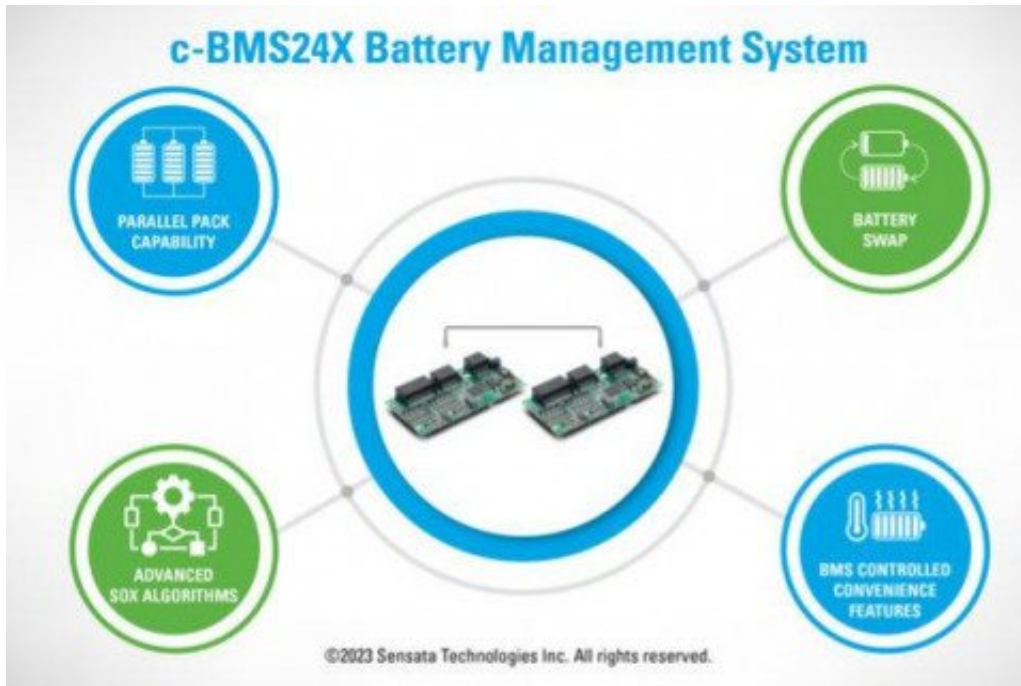 c-BMS24X Battery Management System
PARALLEL PACK
CAPABILITY
BATTERY
SWAP
ADVANCED
SOX ALGORITHMS
BMS CONTROLLED
CONVENIENCE
FEATURES
©2023 Sensata Technologies Inc. All rights reserved.